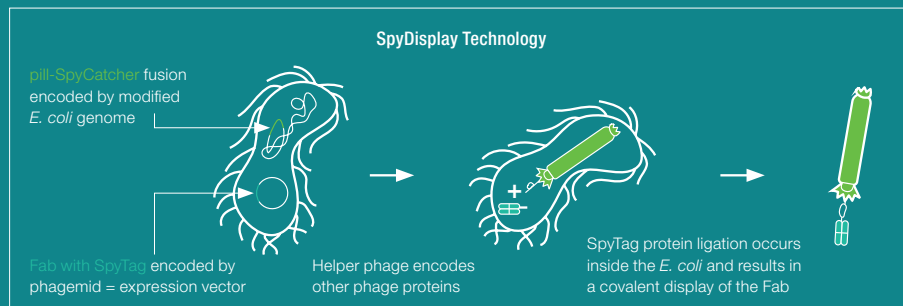 SpyDisplay Technology
pill-SpyCatcher fusion
encoded by modified
E. coli genome
Fab with SpyTag encoded by
phagemid = expression vector
Helper phage encodes
other phage proteins
SpyTag protein ligation occurs
inside the E. coli and results in
a covalent display of the Fab